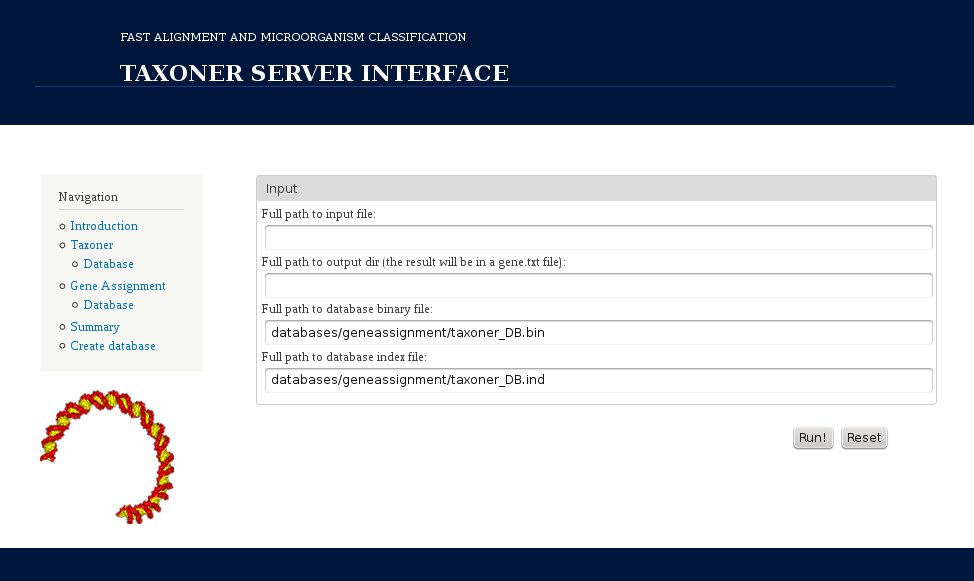 FAST ALIGNMENT AND MICROORGANISM CLASSIFICATION
TAXONER SERVER INTERFACE
Navigation
Introduction
Taxoner
Database
Gene Assignment
Database
Summary
Create database
Input
Full path to input file:
Full path to output dir (the result will be in a gene.txt file):
Full path to database binary file:
databases/geneassignment/taxoner_DB.bin
Full path to database index file:
databases/geneassignment/taxoner_DB.ind
Run! Reset